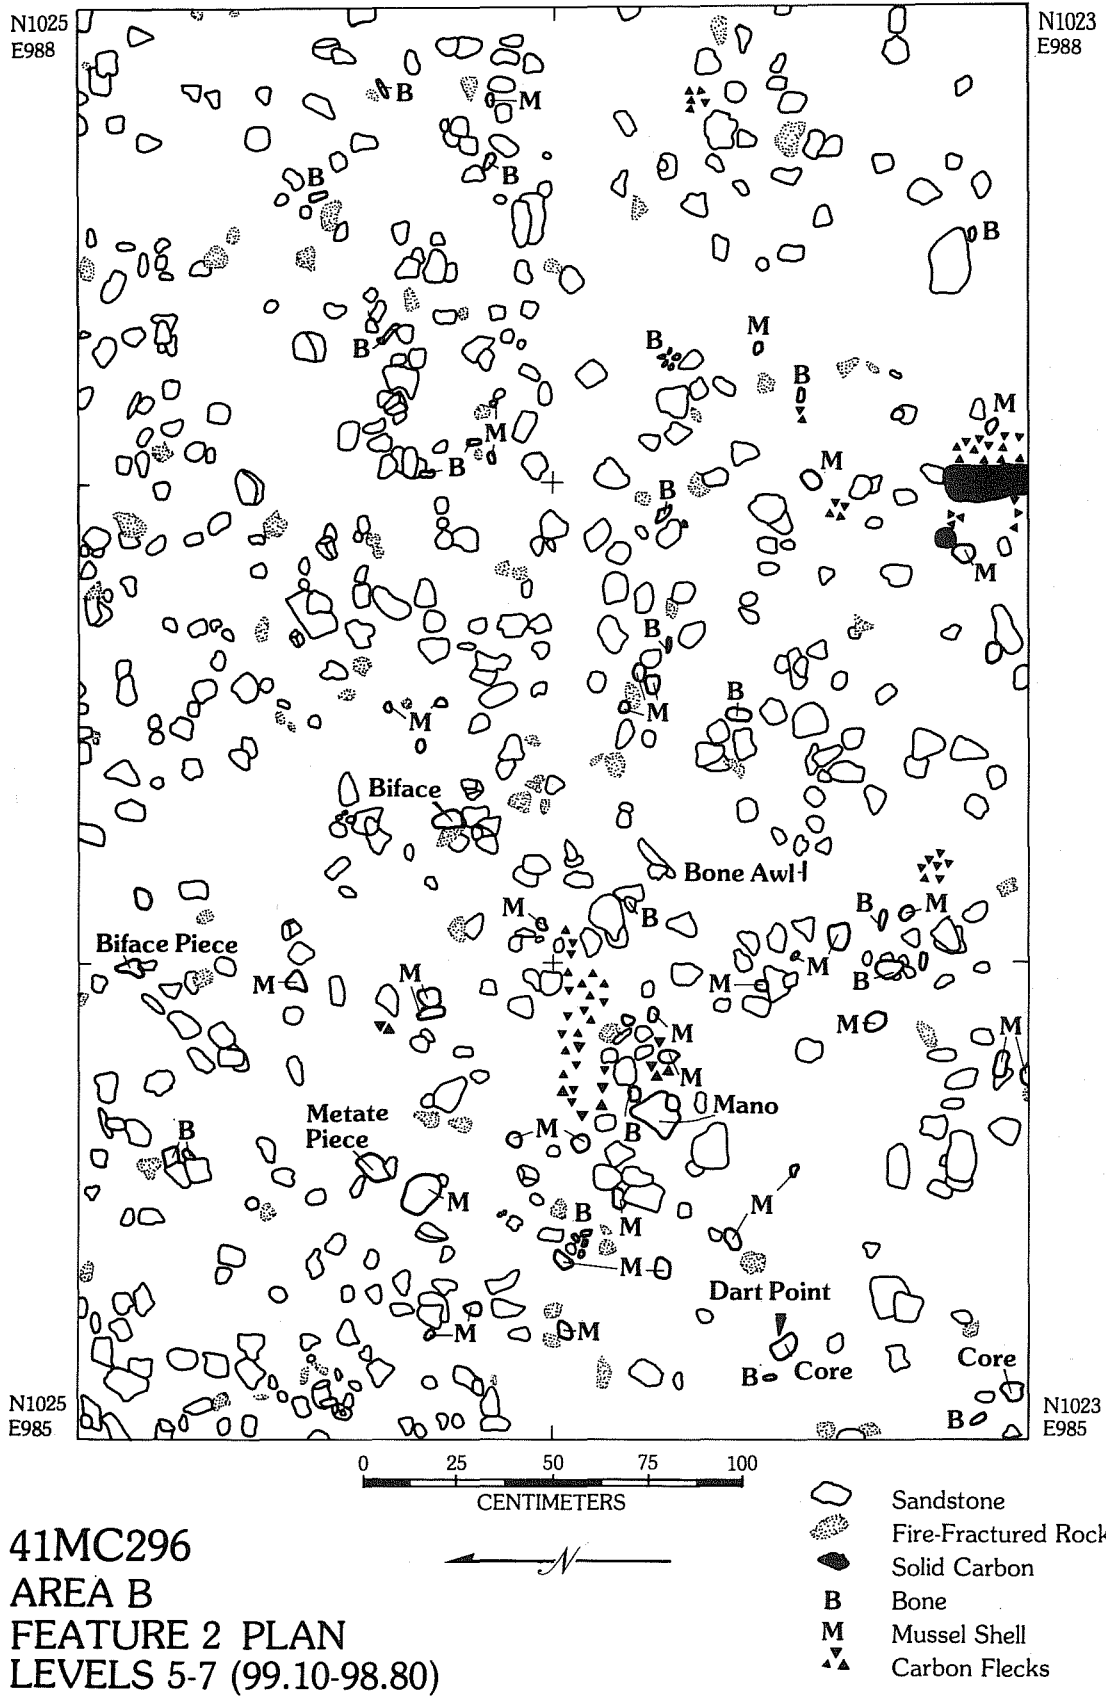 N1025
E988
N1023
E988
B
M
B
B
B
B
M
B
B
M
M
B
M
B
M
B
M
B
M
Biface
Bone Awl
M
B
B
M
Biface Piece
M
M
M
M
B
M
M
M
M
Mano
Metate
Piece
M
B
B
M
M
B
M
M
Dart Point
M
M
B
Core
Core
B
N1025
E985
N1023
E985
0 25 50 75 100
CENTIMETERS
N
41MC296
AREA B
FEATURE 2 PLAN
LEVELS 5-7 (99.10-98.80)
Sandstone
Fire-Fractured Rock
Solid Carbon
B Bone
M Mussel Shell
Carbon Flecks